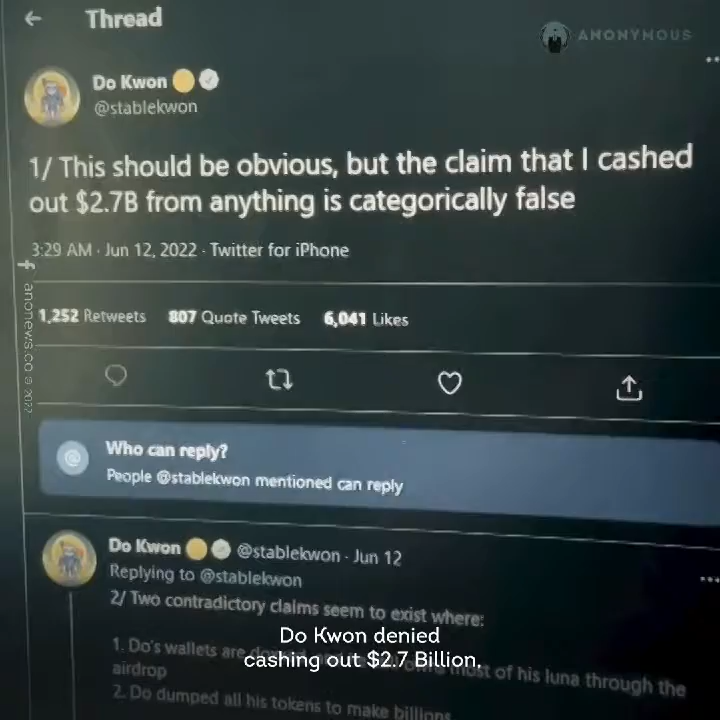 Thread
ANONYMOUS
Do Kwon
@stablekwon
1/ This should be obvious, but the claim that I cashed
out $2.7B from anything is categorically false
3:29 AM · Jun 12, 2022 · Twitter for iPhone
1,252 Retweets 807 Quote Tweets 6,041 Likes
Who can reply?
People @stablekwon mentioned can reply
Do Kwon @stablekwon · Jun 12
Replying to @stablekwon
2/ Two contradictory claims seem to exist where:
1. Do's wallets are most of his luna through the
airdrop
2. Do dumped all his tokens to make billions
Do Kwon denied
cashing out $2.7 Billion,
anonews.co © 2022